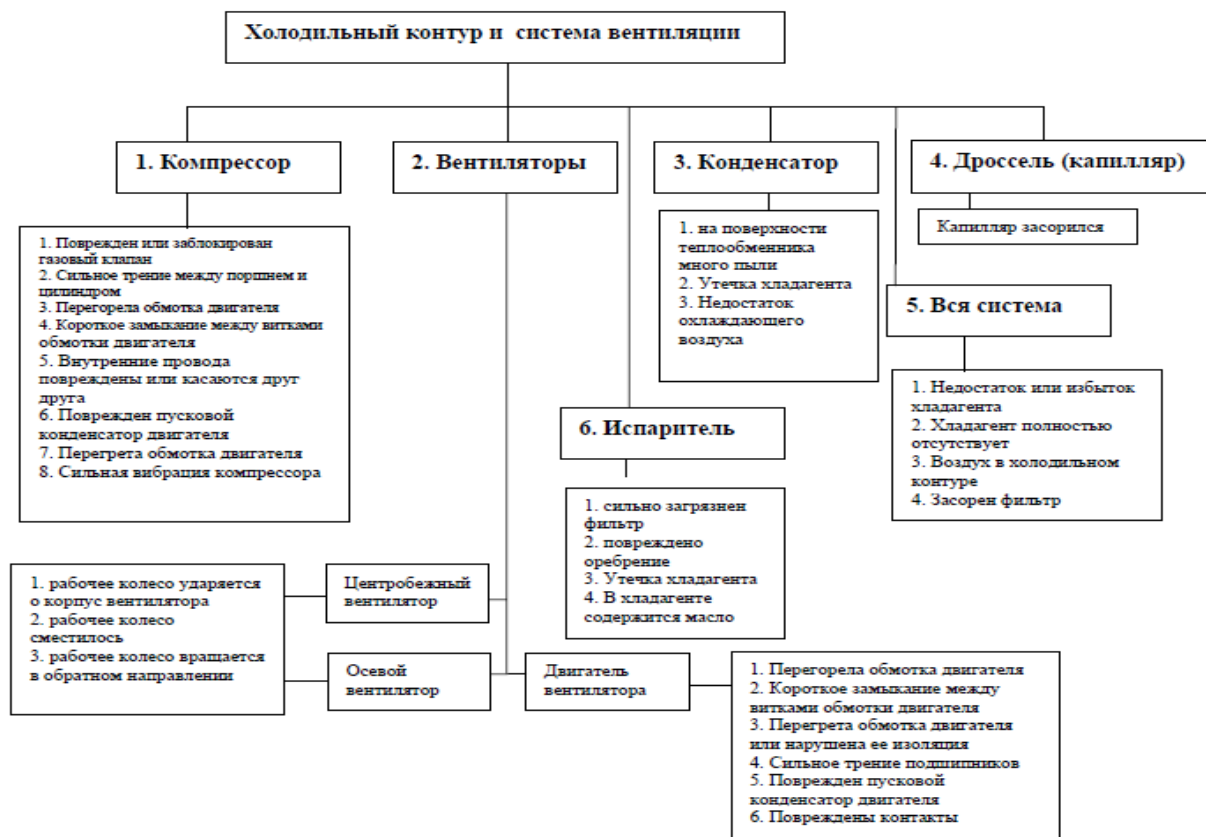 Холодильный контур и система вентиляции
1. Компрессор
2. Вентиляторы
3. Конденсатор
4. Дроссель (капилляр)
1. Поврежден или заблокирован
газовый клапан
2. Сильное трение между поршнем и
цилиндром
3. Перегорела обмотка двигателя
4. Короткое замыкание между витками
обмотки двигателя
5. Внутренние провода
повреждены или касаются друг
друга
6. Поврежден пусковой
конденсатор двигателя
7. Перегрета обмотка двигателя
8. Сильная вибрация компрессора
1. на поверхности
теплообменника
много пыли
2. Утечка хладагента
3. Недостаток
охлаждающего
воздуха
Капилляр засорился
5. Вся система
1. Недостаток или избыток
хладагента
2. Хладагент полностью
отсутствует
3. Воздух в холодильном
контуре
4. Засорен фильтр
6. Испаритель
1. сильно загрязнен
фильтр
2. повреждено
оребрение
3. Утечка хладагента
4. В хладагенте
содержится масло
1. рабочее колесо ударяется
о корпус вентилятора
2. рабочее колесо
сместилось
3. рабочее колесо вращается
в обратном направлении
Центробежный
вентилятор
Осевой
вентилятор
Двигатель
вентилятора
1. Перегорела обмотка двигателя
2. Короткое замыкание между
витками обмотки двигателя
3. Перегрета обмотка двигателя
или нарушена ее изоляция
4. Сильное трение подшипников
5. Поврежден пусковой
конденсатор двигателя
6. Повреждены контакты